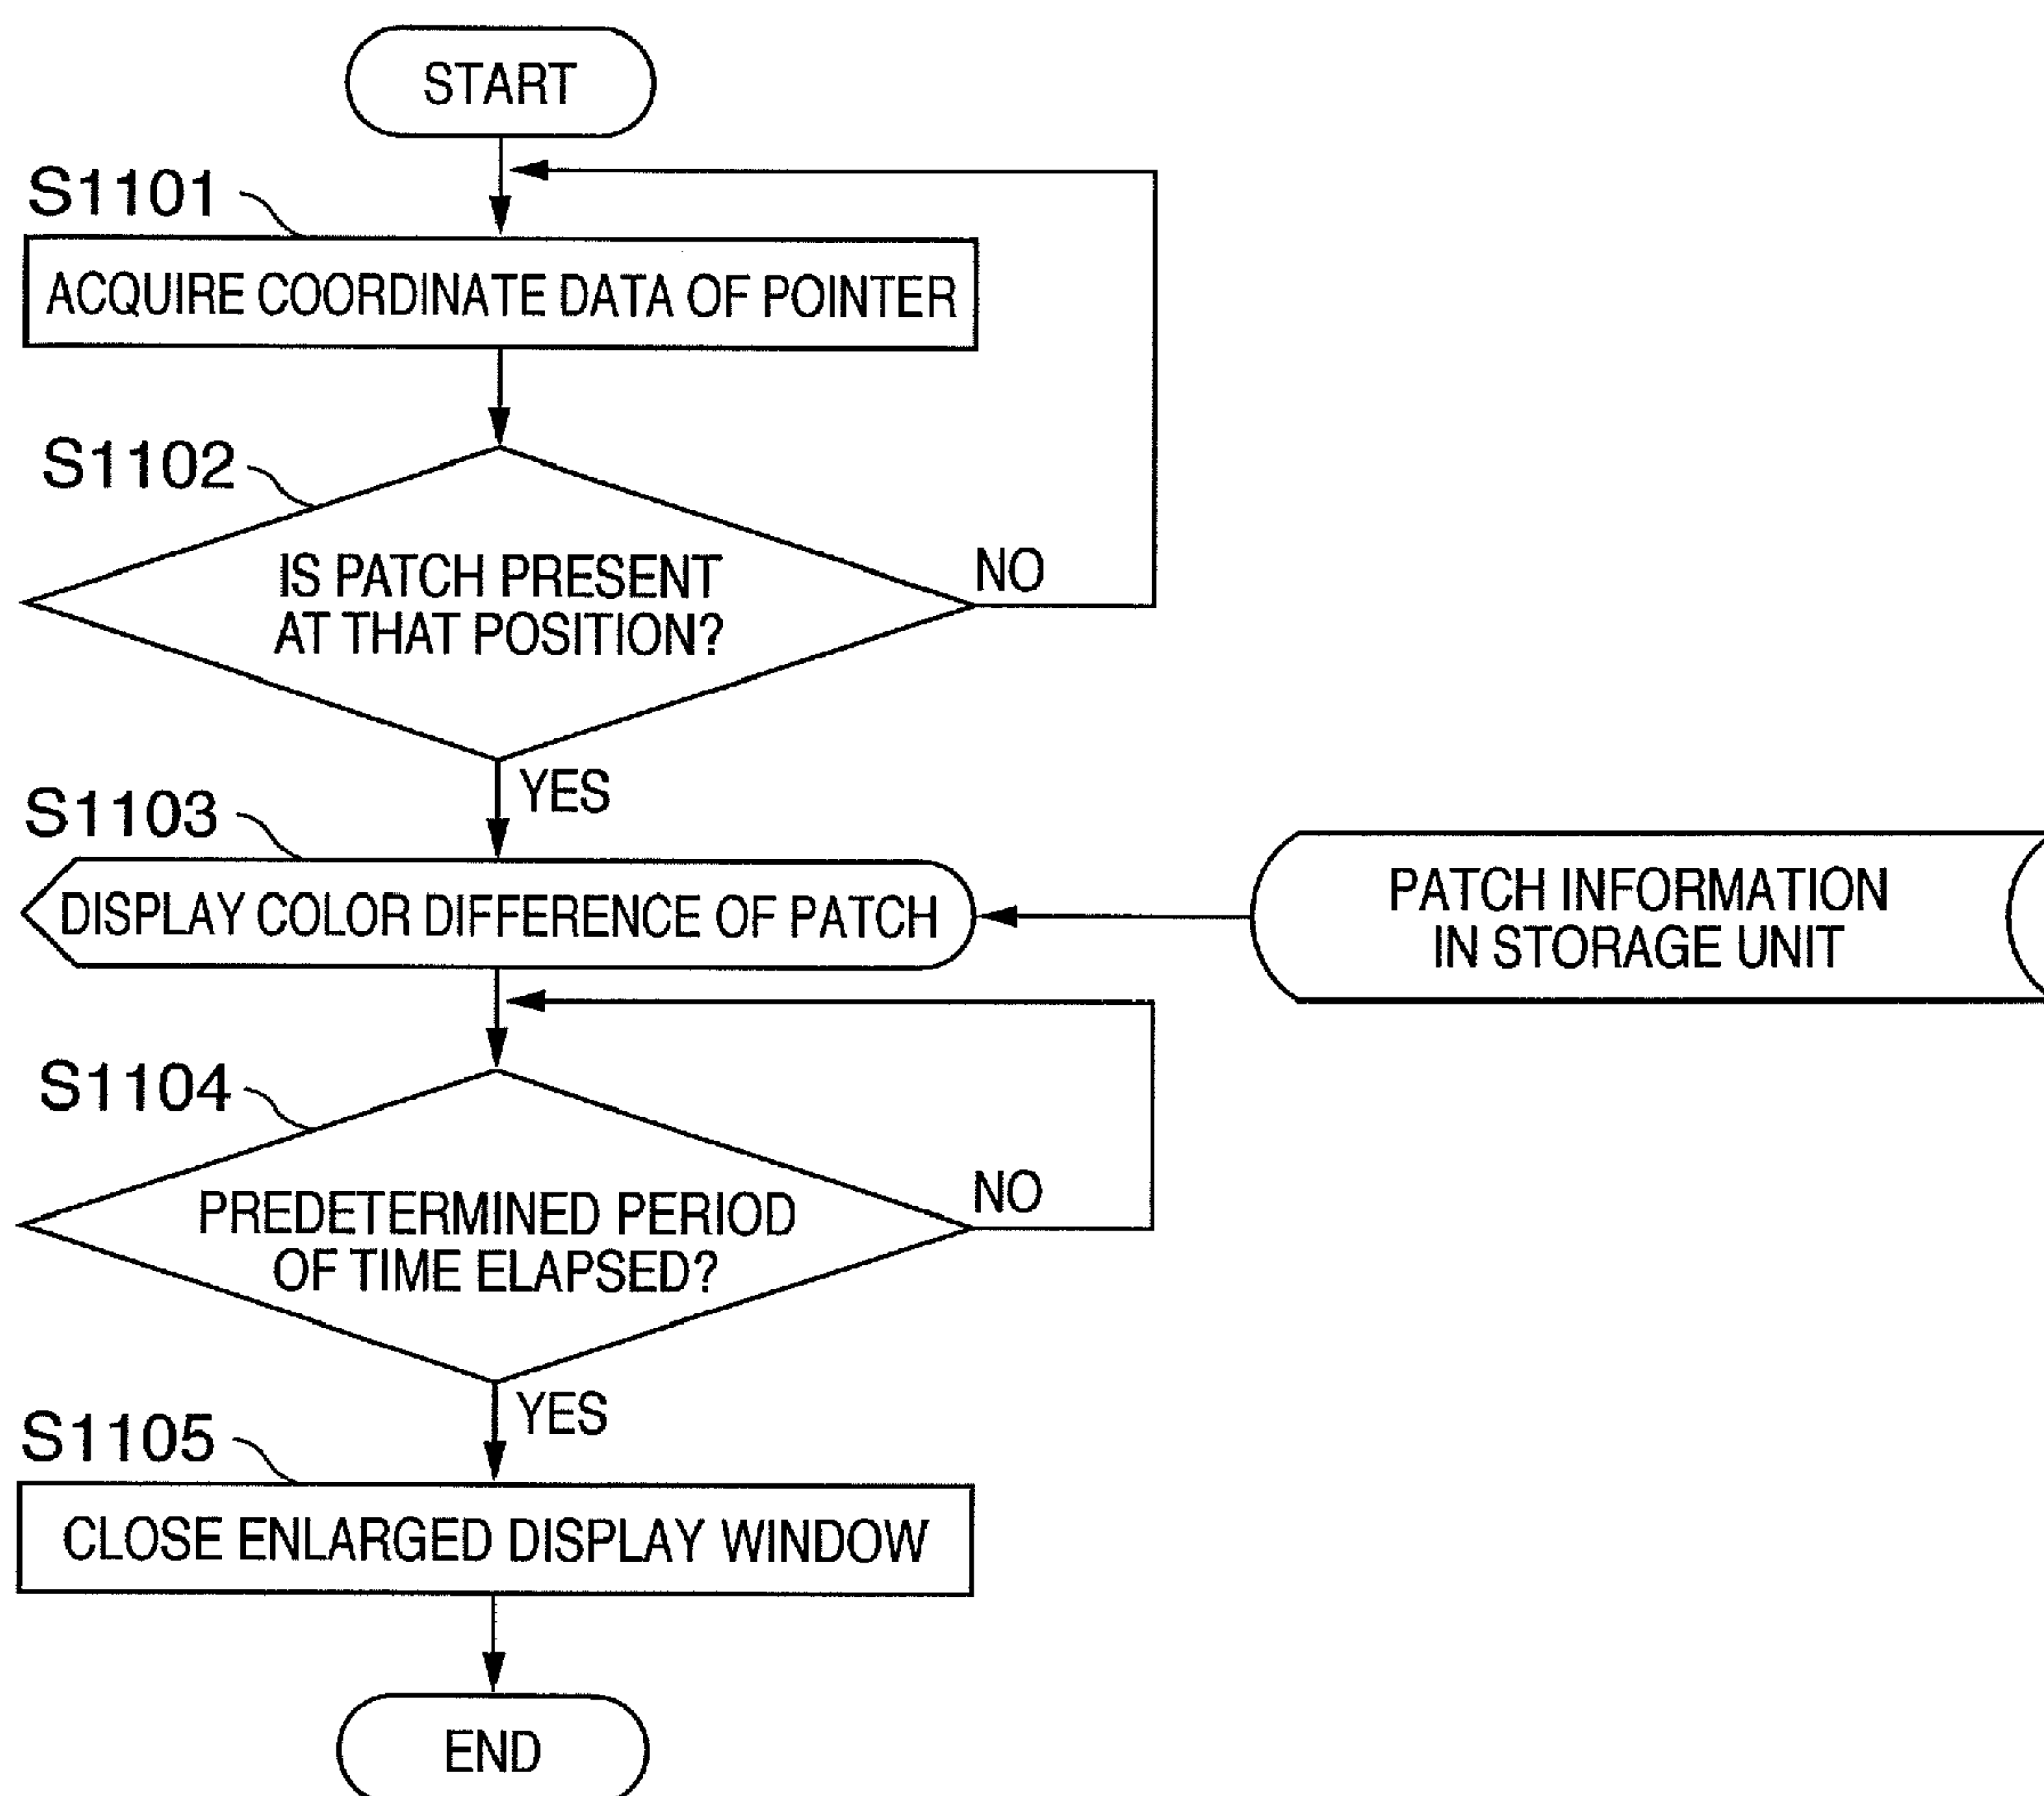 START
S1101
ACQUIRE COORDINATE DATA OF POINTER
S1102
IS PATCH PRESENT
AT THAT POSITION?
NO
YES
S1103
DISPLAY COLOR DIFFERENCE OF PATCH
PATCH INFORMATION
IN STORAGE UNIT
S1104
PREDETERMINED PERIOD
OF TIME ELAPSED?
NO
YES
S1105
CLOSE ENLARGED DISPLAY WINDOW
END